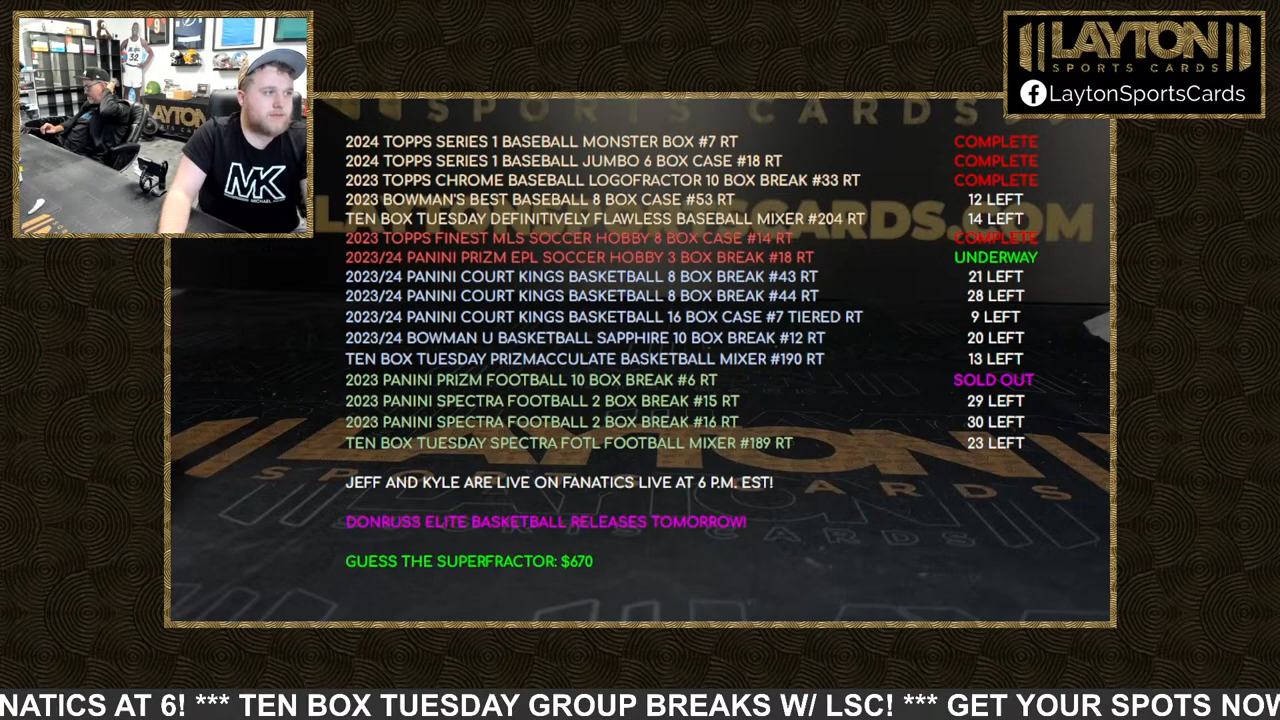 LAYTON
SPORTS CARDS
LaytonSportsCards
32
LAYTON
MK
MICHAEL
SPORTS CARDS
2024 TOPPS SERIES 1 BASEBALL MONSTER BOX #7 RT COMPLETE
2024 TOPPS SERIES 1 BASEBALL JUMBO 6 BOX CASE #18 RT COMPLETE
2023 TOPPS CHROME BASEBALL LOGOFRACTOR 10 BOX BREAK #33 RT COMPLETE
2023 BOWMAN'S BEST BASEBALL 8 BOX CASE #53 RT 12 LEFT
TEN BOX TUESDAY DEFINITIVELY FLAWLESS BASEBALL MIXER #204 RT 14 LEFT
2023 TOPPS FINEST MLS SOCCER HOBBY 8 BOX CASE #14 RT COMPLETE
2023/24 PANINI PRIZM EPL SOCCER HOBBY 3 BOX BREAK #18 RT UNDERWAY
2023/24 PANINI COURT KINGS BASKETBALL 8 BOX BREAK #43 RT 21 LEFT
2023/24 PANINI COURT KINGS BASKETBALL 8 BOX BREAK #44 RT 28 LEFT
2023/24 PANINI COURT KINGS BASKETBALL 16 BOX CASE #7 TIERED RT 9 LEFT
2023/24 BOWMAN U BASKETBALL SAPPHIRE 10 BOX BREAK #12 RT 20 LEFT
TEN BOX TUESDAY PRIZMACCULATE BASKETBALL MIXER #190 RT 13 LEFT
2023 PANINI PRIZM FOOTBALL 10 BOX BREAK #6 RT SOLD OUT
2023 PANINI SPECTRA FOOTBALL 2 BOX BREAK #15 RT 29 LEFT
2023 PANINI SPECTRA FOOTBALL 2 BOX BREAK #16 RT 30 LEFT
TEN BOX TUESDAY SPECTRA FOTL FOOTBALL MIXER #189 RT 23 LEFT
JEFF AND KYLE ARE LIVE ON FANATICS LIVE AT 6 P.M. EST!
DONRUSS ELITE BASKETBALL RELEASES TOMORROW!
GUESS THE SUPERFRACTOR: $670
NATICS AT 6! *** TEN BOX TUESDAY GROUP BREAKS W/ LSC! *** GET YOUR SPOTS NOW